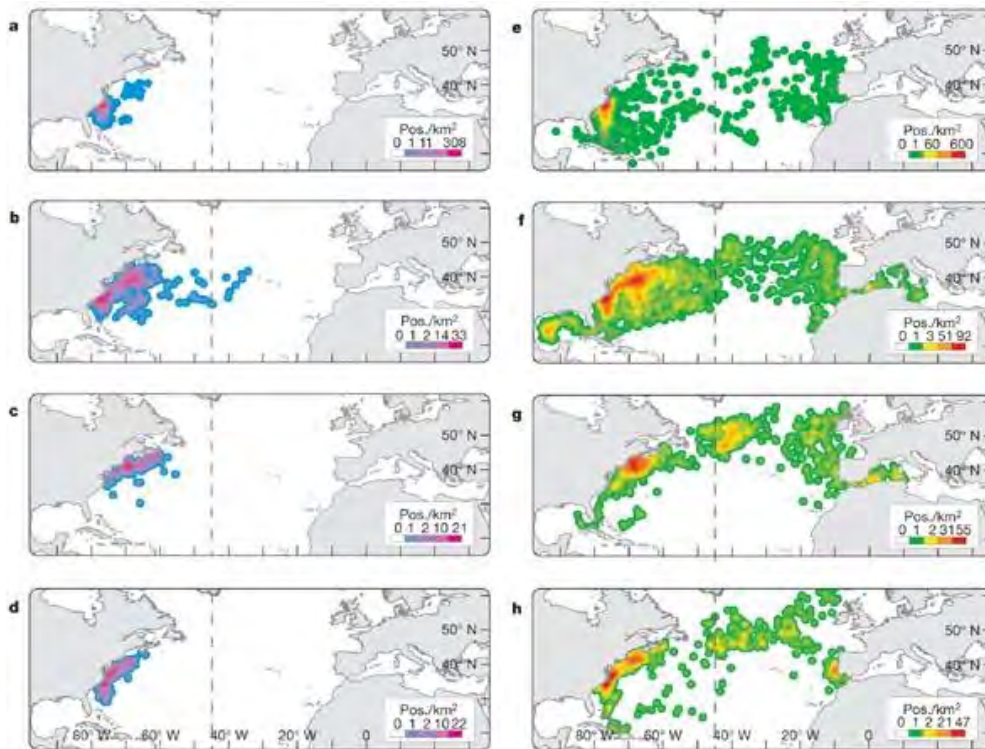 a
50° N
40° N
Pos./km²
0 1 11 308
e
50° N
40° N
Pos./km²
0 1 60 600
b
50° N
40° N
Pos./km²
0 1 2 14 33
f
50° N
40° N
Pos./km²
0 1 3 51 92
c
50° N
40° N
Pos./km²
0 1 2 10 21
g
50° N
40° N
Pos./km²
0 1 2 31 55
d
50° N
40° N
Pos./km²
0 1 2 10 22
80° W 60° W 40° W 20° W 0
h
50° N
40° N
Pos./km²
0 1 2 21 47
80° W 60° W 40° W 20° W 0